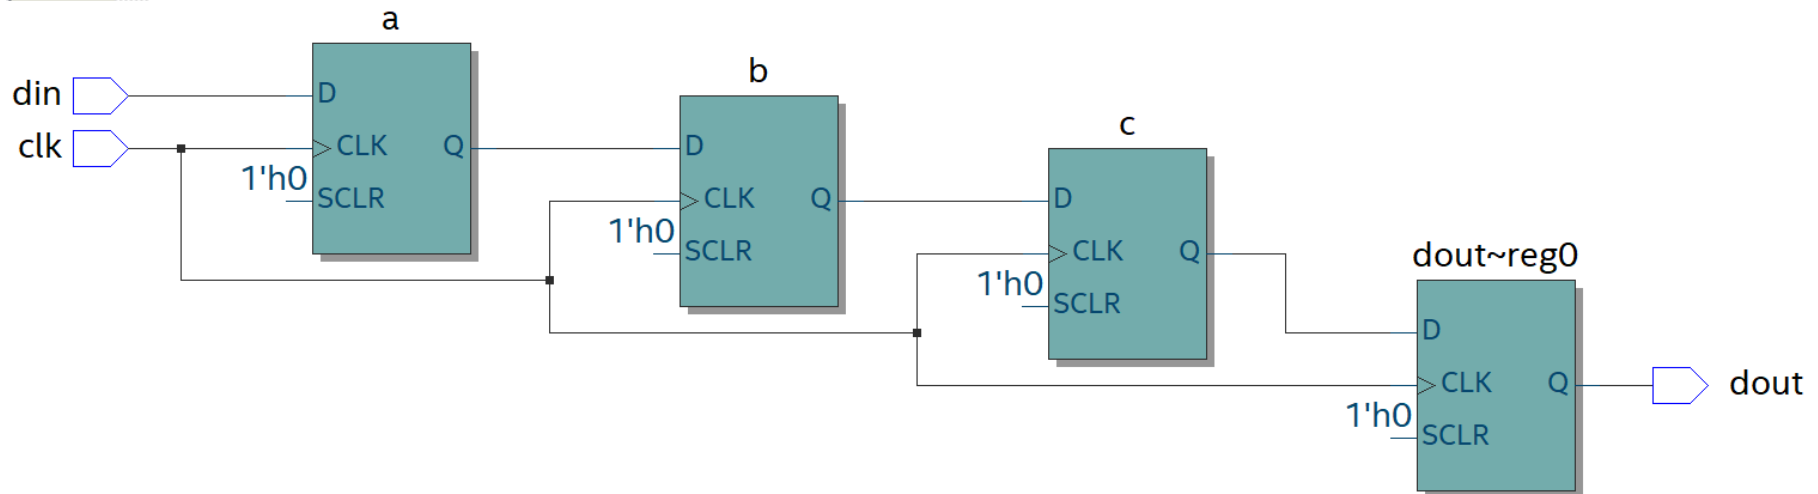 a
din
D
clk
CLK
Q
1'h0
SCLR
b
D
CLK
Q
1'h0
SCLR
c
D
CLK
Q
1'h0
SCLR
dout~reg0
D
CLK
Q
1'h0
SCLR
dout